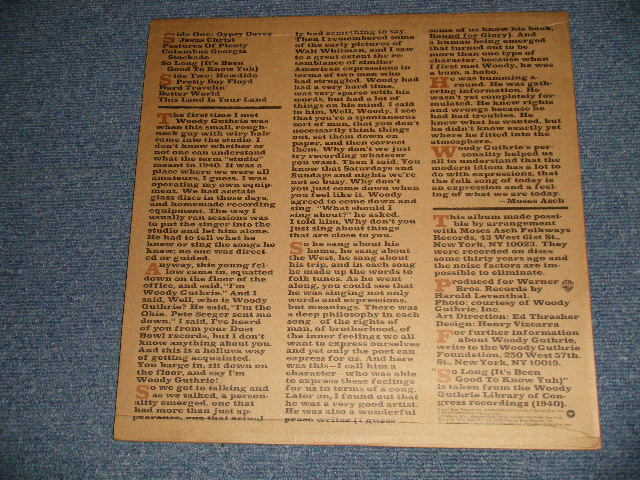 Side One: Gypsy Davey
Jesus Christ
Pastures Of Plenty
Columbus Georgia
Stockade
So Long (It's Been
Good To Know Yuh)
Side Two: Howdido
Pretty Boy Floyd
Hard Travelin'
Better World
This Land Is Your Land
The first time I met
Woody Guthrie was
when this small, rough-
neck guy with wiry hair
came into the studio. I
don't know whether or
not one can understand
what the term "studio"
meant in 1940. It was a
place where we were all
amateurs, I guess. I was
operating my own equip-
ment. We had acetate
glass discs in those days,
and homemade recording
equipment. The way I
usually ran sessions was
to put the singer into the
studio and let him alone.
He had to tell what he
knew or sing the songs he
knew; no one was direct-
ed or guided.
Anyway, this young fel-
low came in, squatted
down on the floor of the
office, and said, "I'm
Woody Guthrie." And I
said, Well, who is Woody
Guthrie? He said, "I'm the
Okie. Pete Seeger sent me
down." I said, I've heard
of you from your Dust
Bowl records, but I don't
know anything about you.
And this is a helluva way
of getting acquainted.
You barge in, sit down on
the floor, and say I'm
Woody Guthrie!
So we got to talking and
as we talked, a person-
ality emerged, one that
had more than just ap-
pearance, one that actual-
ly had something to say.
Then I remembered some
of the early pictures of
Walt Whitman, and I saw
to a great extent the re-
semblance of similar
American expressions in
terms of two men who
had struggled. Woody had
had a very hard time,
was very sparse with his
words, but had a lot of
things on his mind. I said
to him, Well, Woody, I see
that you're a spontaneous
sort of man, that you don't
necessarily think things
out, set them down on
paper, and then correct
them. Why don't we just
try recording whatever
you want. Then I said, You
know that Saturdays and
Sundays and nights we're
not so busy. Why don't
you just come down when
you feel like it. Woody
agreed to come down and
sing. "What should I
sing about?" he asked.
I told him, Why don't you
just sing about things
that are close to you.
So he sang about his
home, he sang about
the West, he sang about
his trip, and in each song
he made up the words to
folk tunes. As he went
along, you could see that
he was singing not only
words and expressions,
but meanings. There was
a deep philosophy in each
song—of the rights of
man, of brotherhood, of
the inner feelings we all
want to express ourselves
and yet only the poet can
express for us. And here
was this—I call him a
character—who was able
to express these feelings
for us in terms of a song.
Later on, I found out that
he was a very good artist.
He was also a wonderful
prose writer (I guess
some of us know his book,
Bound for Glory). And
a human being emerged
that turned out to be
more than one type of
character, because when
I first met Woody, he was
a bum, a hobo.
He was bumming a-
round. He was gath-
ering information. He
wasn't yet completely for-
mulated. He knew rights
and wrongs because he
had had troubles. He
knew what he wanted, but
he didn't know exactly yet
where he fitted into the
atmosphere.
Woody Guthrie's per-
sonality helped us
all to understand that the
modern idiom has a lot to
do with expressions, that
the folk song of today is
an expression and a feel-
ing of what we are today.
—Moses Asch
This album made possi-
ble by arrangement
with Moses Asch Folkways
Records, 43 West 61st St.,
New York, NY 10023. They
were recorded on discs
some thirty years ago and
the noise factors are im-
possible to eliminate.
Produced for Warner
Bros. Records by
Harold Leventhal.
Photo: courtesy of Woody
Guthrie, Inc.
Art Direction: Ed Thrasher
Design: Henry Vizcarra
For further information
about Woody Guthrie,
write to the Woody Guthrie
Foundation, 250 West 57th
St., New York, NY 10019.
"So Long (It's Been
Good To Know Yuh)"
is taken from the Woody
Guthrie Library of Con-
gress recordings (1940).